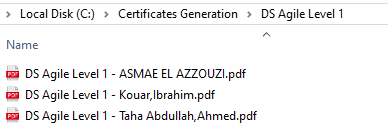 Local Disk (C:) > Certificates Generation > DS Agile Level 1
Name
DS Agile Level 1 - ASMAE EL AZZOUZI.pdf
DS Agile Level 1 - Kouar,Ibrahim.pdf
DS Agile Level 1 - Taha Abdullah,Ahmed.pdf